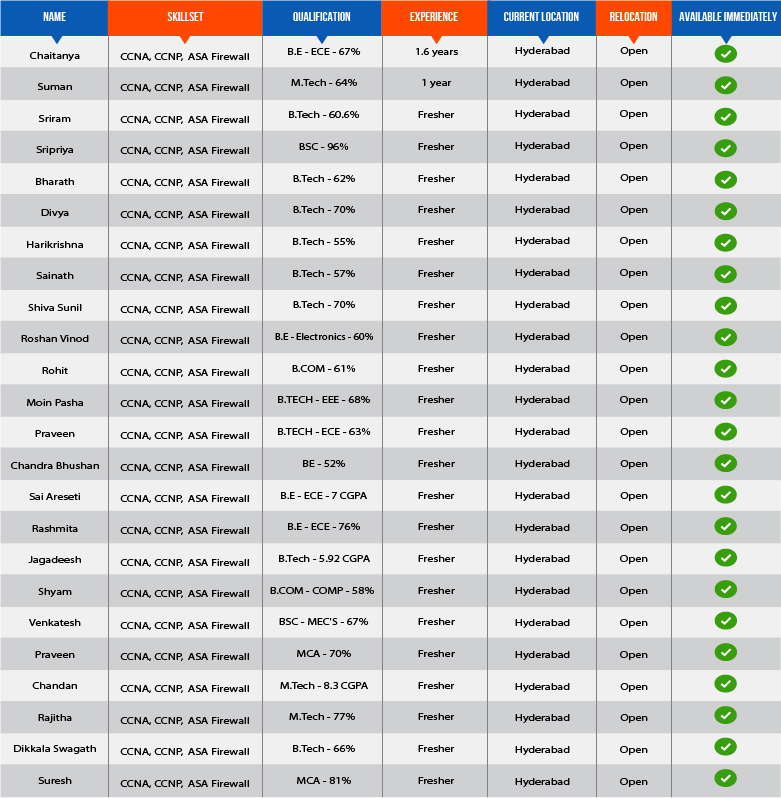 NAME SKILLSET QUALIFICATION EXPERIENCE CURRENT LOCATION RELOCATION AVAILABLE IMMEDIATELY
Chaitanya CCNA, CCNP, ASA Firewall B.E - ECE - 67% 1.6 years Hyderabad Open
Suman CCNA, CCNP, ASA Firewall M.Tech - 64% 1 year Hyderabad Open
Sriram CCNA, CCNP, ASA Firewall B.Tech - 60.6% Fresher Hyderabad Open
Sripriya CCNA, CCNP, ASA Firewall BSC - 96% Fresher Hyderabad Open
Bharath CCNA, CCNP, ASA Firewall B.Tech - 62% Fresher Hyderabad Open
Divya CCNA, CCNP, ASA Firewall B.Tech - 70% Fresher Hyderabad Open
Harikrishna CCNA, CCNP, ASA Firewall B.Tech - 55% Fresher Hyderabad Open
Sainath CCNA, CCNP, ASA Firewall B.Tech - 57% Fresher Hyderabad Open
Shiva Sunil CCNA, CCNP, ASA Firewall B.Tech - 70% Fresher Hyderabad Open
Roshan Vinod CCNA, CCNP, ASA Firewall B.E - Electronics - 60% Fresher Hyderabad Open
Rohit CCNA, CCNP, ASA Firewall B.COM - 61% Fresher Hyderabad Open
Moin Pasha CCNA, CCNP, ASA Firewall B.TECH - EEE - 68% Fresher Hyderabad Open
Praveen CCNA, CCNP, ASA Firewall B.TECH - ECE - 63% Fresher Hyderabad Open
Chandra Bhushan CCNA, CCNP, ASA Firewall BE - 52% Fresher Hyderabad Open
Sai Areseti CCNA, CCNP, ASA Firewall B.E - ECE - 7 CGPA Fresher Hyderabad Open
Rashmita CCNA, CCNP, ASA Firewall B.E - ECE - 76% Fresher Hyderabad Open
Jagadeesh CCNA, CCNP, ASA Firewall B.Tech - 5.92 CGPA Fresher Hyderabad Open
Shyam CCNA, CCNP, ASA Firewall B.COM - COMP - 58% Fresher Hyderabad Open
Venkatesh CCNA, CCNP, ASA Firewall BSC - MEC'S - 67% Fresher Hyderabad Open
Praveen CCNA, CCNP, ASA Firewall MCA - 70% Fresher Hyderabad Open
Chandan CCNA, CCNP, ASA Firewall M.Tech - 8.3 CGPA Fresher Hyderabad Open
Rajitha CCNA, CCNP, ASA Firewall M.Tech - 77% Fresher Hyderabad Open
Dikkala Swagath CCNA, CCNP, ASA Firewall B.Tech - 66% Fresher Hyderabad Open
Suresh CCNA, CCNP, ASA Firewall MCA - 81% Fresher Hyderabad Open